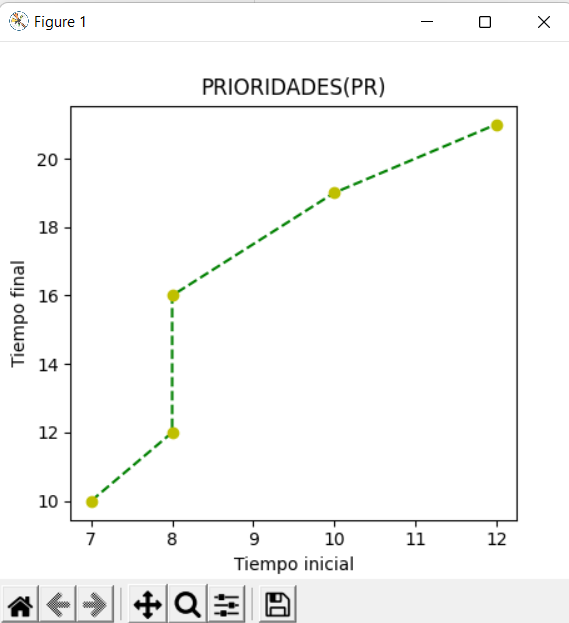 Figure 1
PRIORIDADES(PR)
Tiempo final
20
18
16
14
12
10
7 8 9 10 11 12
Tiempo inicial